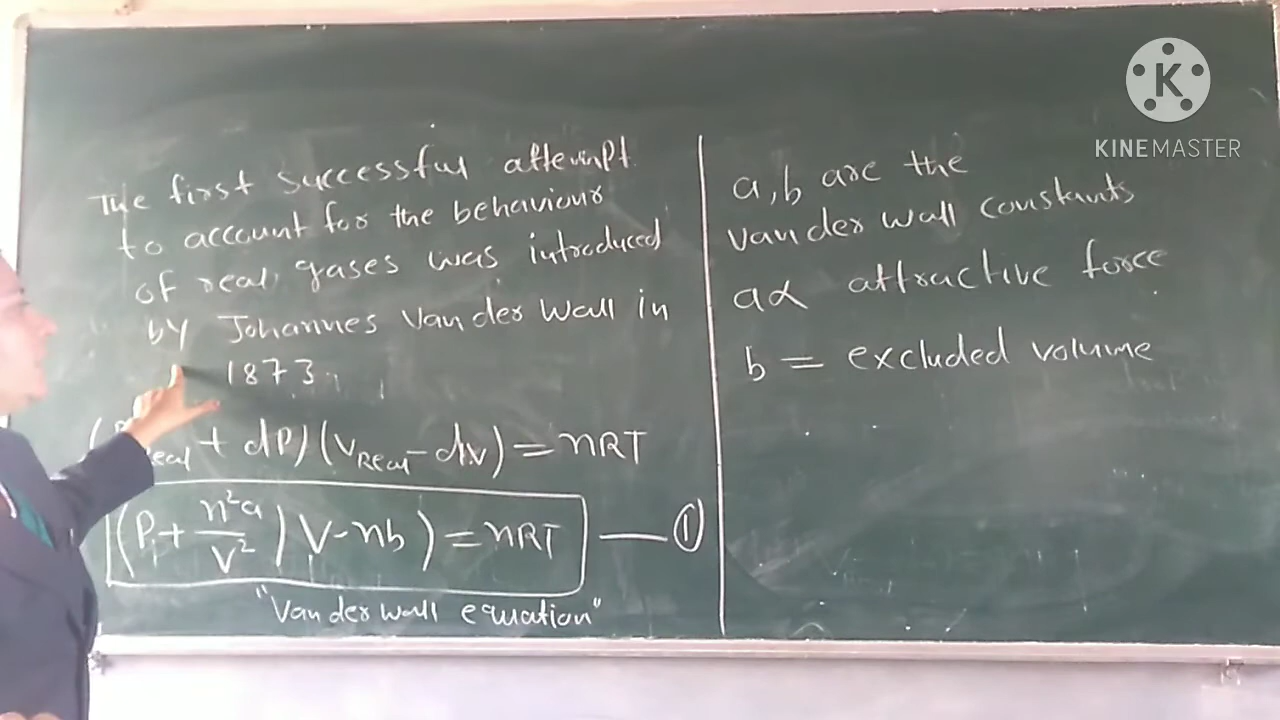 The first successful attempt
to account for the behaviour
of real gases was introduced
by Johannes Van der Wall in
1873.
+ dP) (VReal - dv) = nRT
(P + n²a/V²) V - nb) = nRT — ①
"Van der wall equation"
a, b are the
van der wall constants
a ∝ attractive force
b = excluded volume
K
KINEMASTER